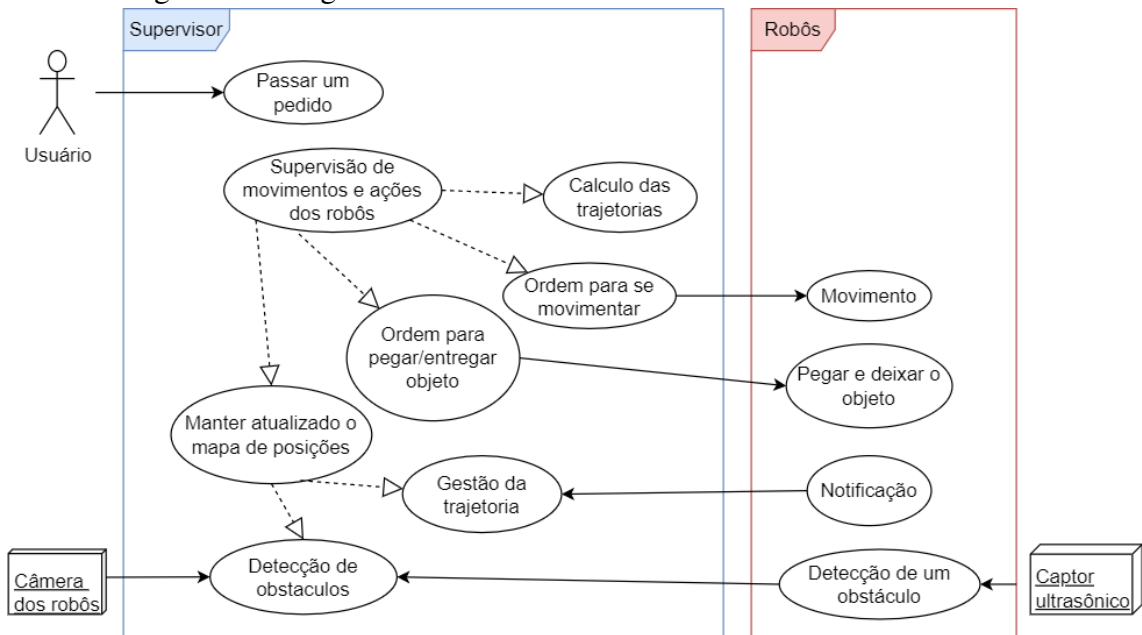 Supervisor
Robôs
Passar um
pedido
Usuário
Supervisão de
movimentos e ações
dos robôs
Calculo das
trajetorias
Ordem para se
movimentar
Movimento
Ordem para
pegar/entregar
objeto
Pegar e deixar o
objeto
Manter atualizado o
mapa de posições
Gestão da
trajetoria
Notificação
Câmera
dos robôs
Detecção de
obstaculos
Detecção de um
obstáculo
Captor
ultrasônico